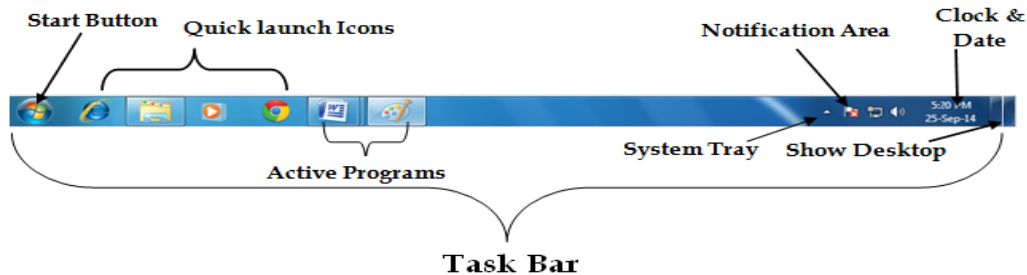 Start Button
Quick launch Icons
Notification Area
Clock &
Date
W
5:20 PM
25-Sep-14
Active Programs
System Tray
Show Desktop
Task Bar